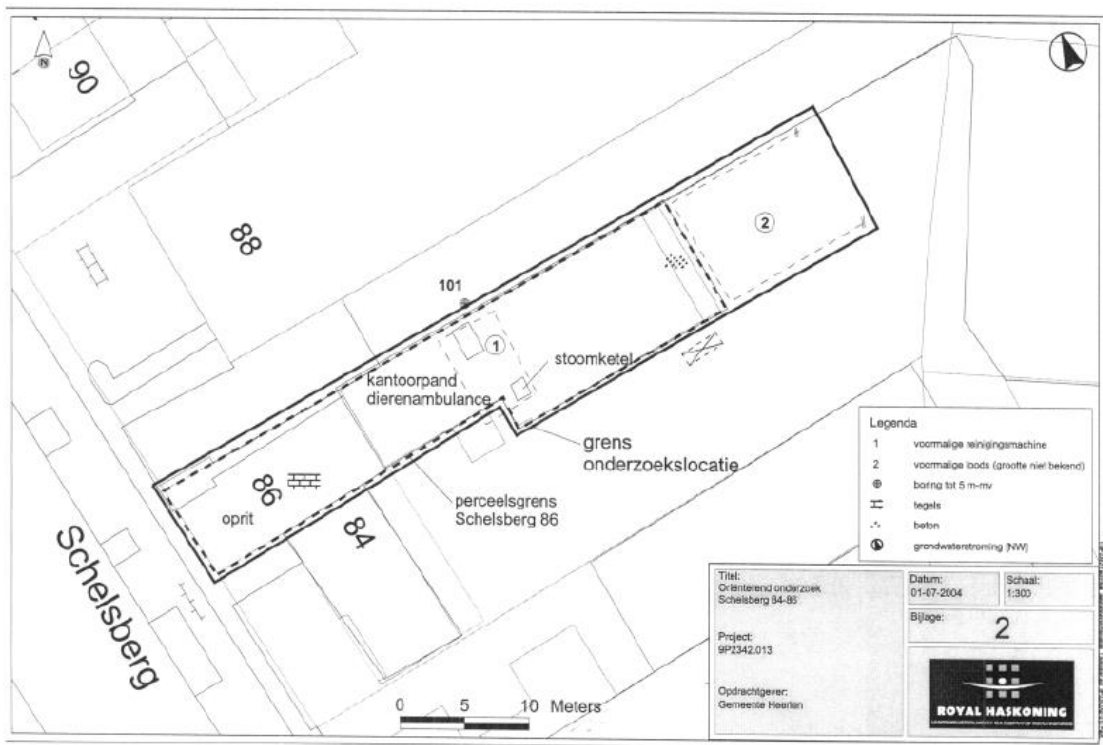 N
90
88
101
2
1
stoomketel
kantoorpand
dierenambulance
grens
onderzoekslocatie
86
oprit
perceelsgrens
Schelsberg 86
84
Schelsberg
0 5 10 Meters
Legenda
1 voormalige reinigingsmachine
2 voormalige loods (grootte niet bekend)
boring tot 5 m-mv
tegels
beton
grondwaterstroming (NW)
Titel:
Oriënterend onderzoek
Schelsberg 84-86
Datum:
01-07-2004
Schaal:
1:300
Bijlage:
2
Project:
9P2342.013
Opdrachtgever:
Gemeente Heerlen
ROYAL HASKONING